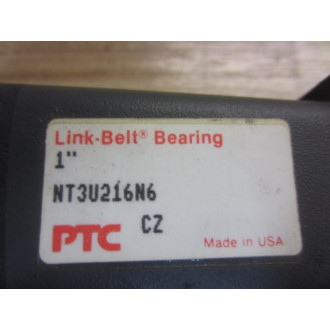 Link-Belt® Bearing
1"
NT3U216N6
PTC CZ
Made in USA